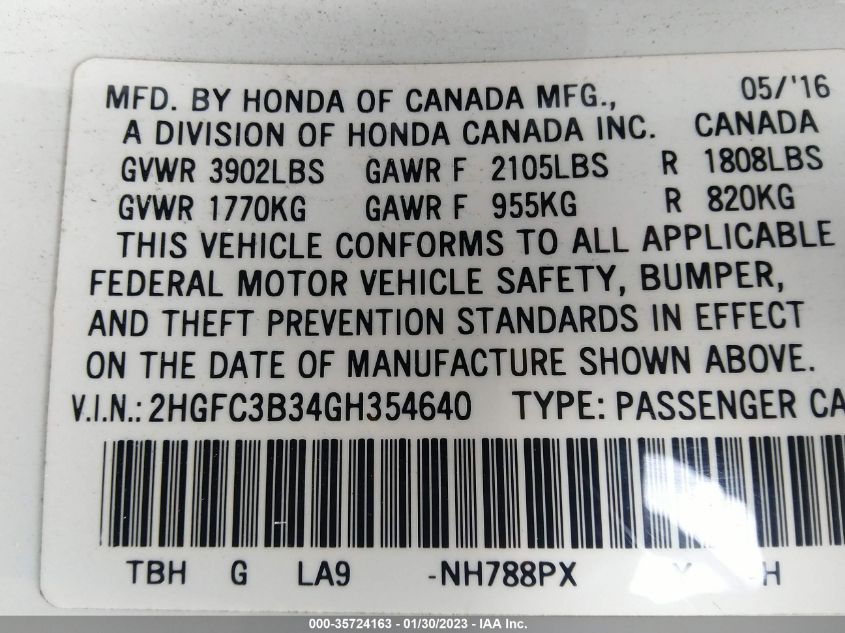 MFD. BY HONDA OF CANADA MFG., 05/'16
A DIVISION OF HONDA CANADA INC. CANADA
GVWR 3902LBS GAWR F 2105LBS R 1808LBS
GVWR 1770KG GAWR F 955KG R 820KG
THIS VEHICLE CONFORMS TO ALL APPLICABLE
FEDERAL MOTOR VEHICLE SAFETY, BUMPER,
AND THEFT PREVENTION STANDARDS IN EFFECT
ON THE DATE OF MANUFACTURE SHOWN ABOVE.
V.I.N.: 2HGFC3B34GH354640 TYPE: PASSENGER CA
TBH G LA9 -NH788PX Y -H
000-35724163 - 01/30/2023 - IAA Inc.